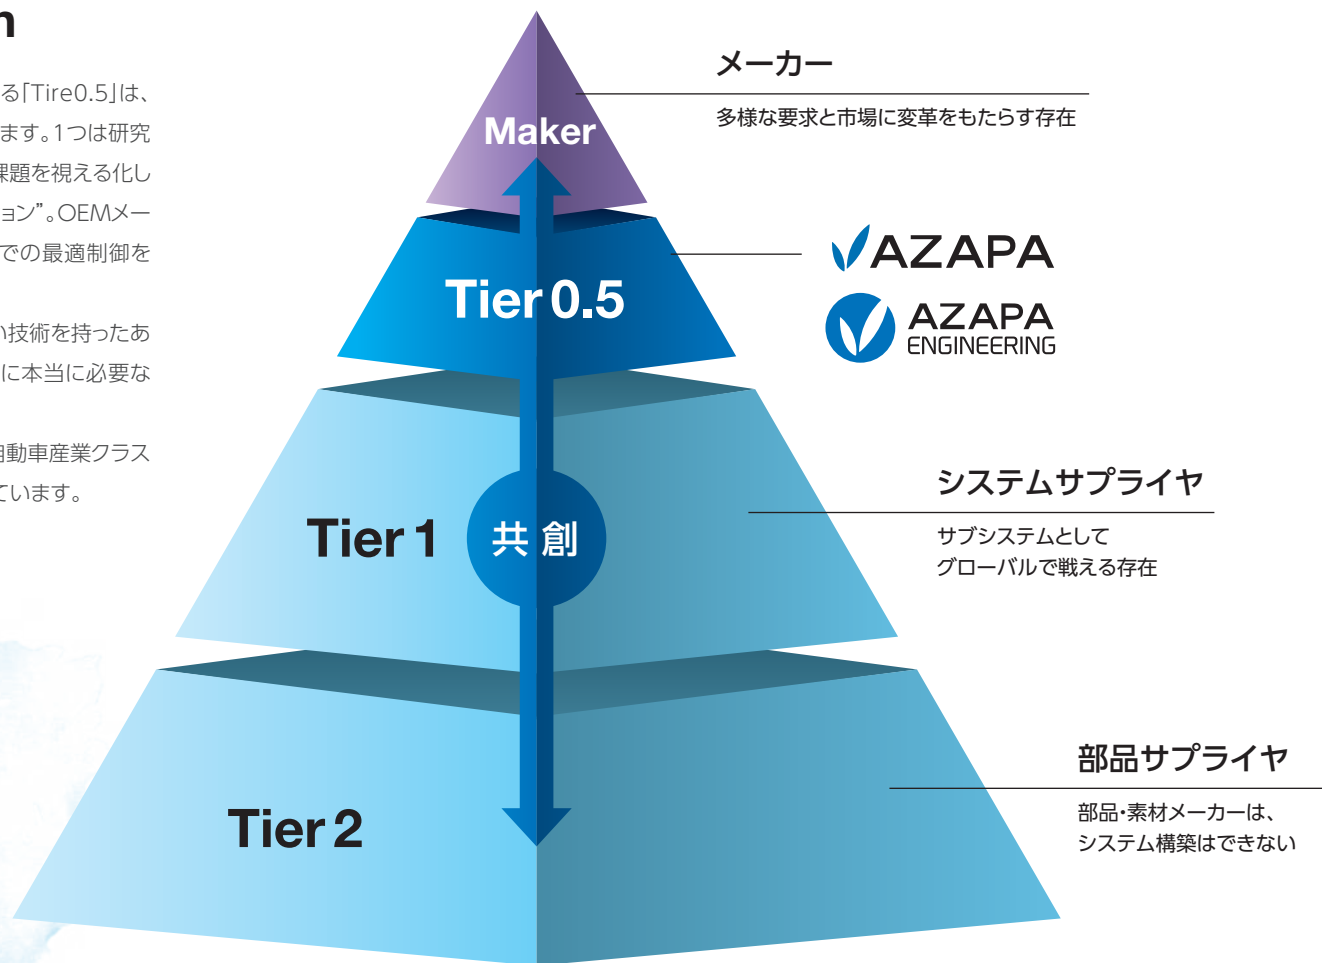 n
る「Tire0.5」は、
ます。1つは研究
課題を視える化し
ョン”。OEMメー
での最適制御を
い技術を持ったあ
に本当に必要な
自動車産業クラス
ています。
Maker
メーカー
多様な要求と市場に変革をもたらす存在
Tier 0.5
AZAPA
AZAPA
ENGINEERING
Tier 1
共創
システムサプライヤ
サブシステムとして
グローバルで戦える存在
Tier 2
部品サプライヤ
部品・素材メーカーは、
システム構築はできない